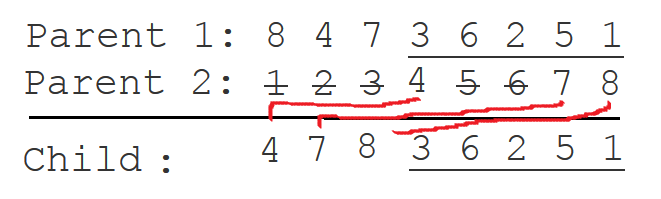 Parent 1: 8 4 7 3 6 2 5 1
Parent 2: 1 2 3 4 5 6 7 8
Child : 4 7 8 3 6 2 5 1